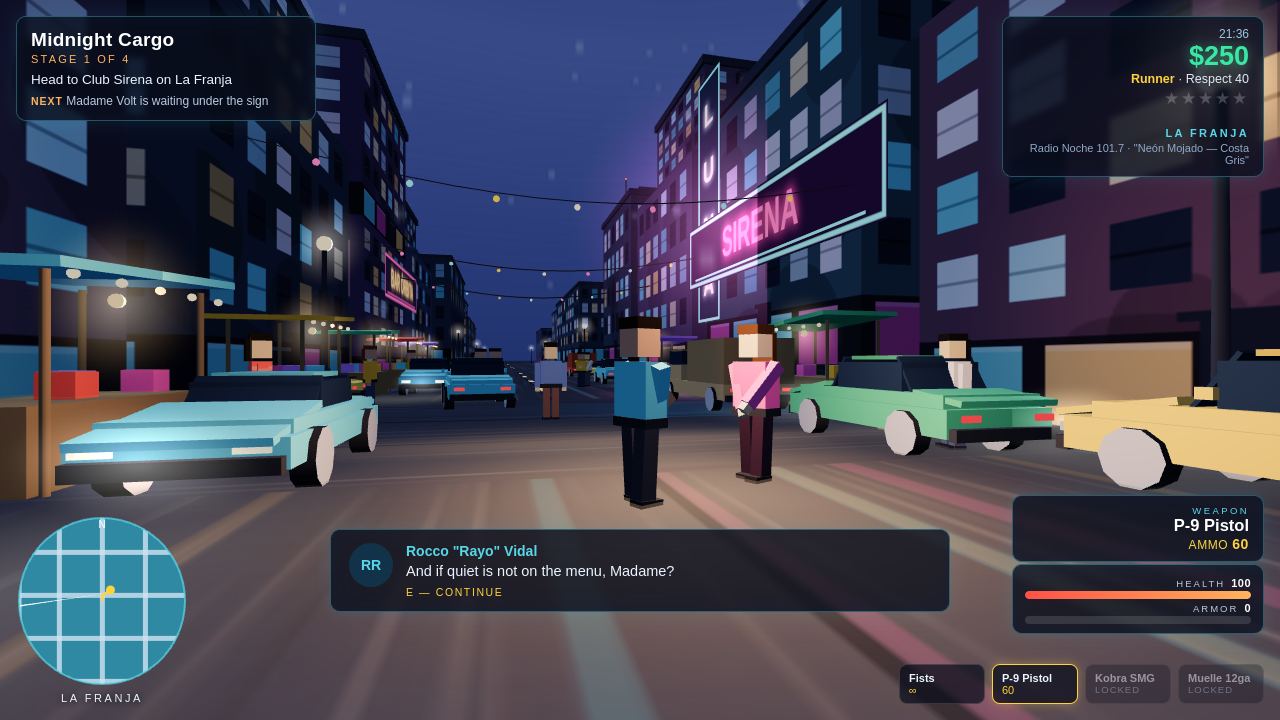 Midnight Cargo
STAGE 1 OF 4
Head to Club Sirena on La Franja
NEXT Madame Volt is waiting under the sign
21:36
$250
Runner · Respect 40
★★★★★
LA FRANJA
Radio Noche 101.7 · "Neón Mojado — Costa
Gris"
L
U
A
SIRENA
N
LA FRANJA
RR
Rocco "Rayo" Vidal
And if quiet is not on the menu, Madame?
E — CONTINUE
WEAPON
P-9 Pistol
AMMO 60
HEALTH 100
ARMOR 0
Fists
∞
P-9 Pistol
60
Kobra SMG
LOCKED
Muelle 12ga
LOCKED